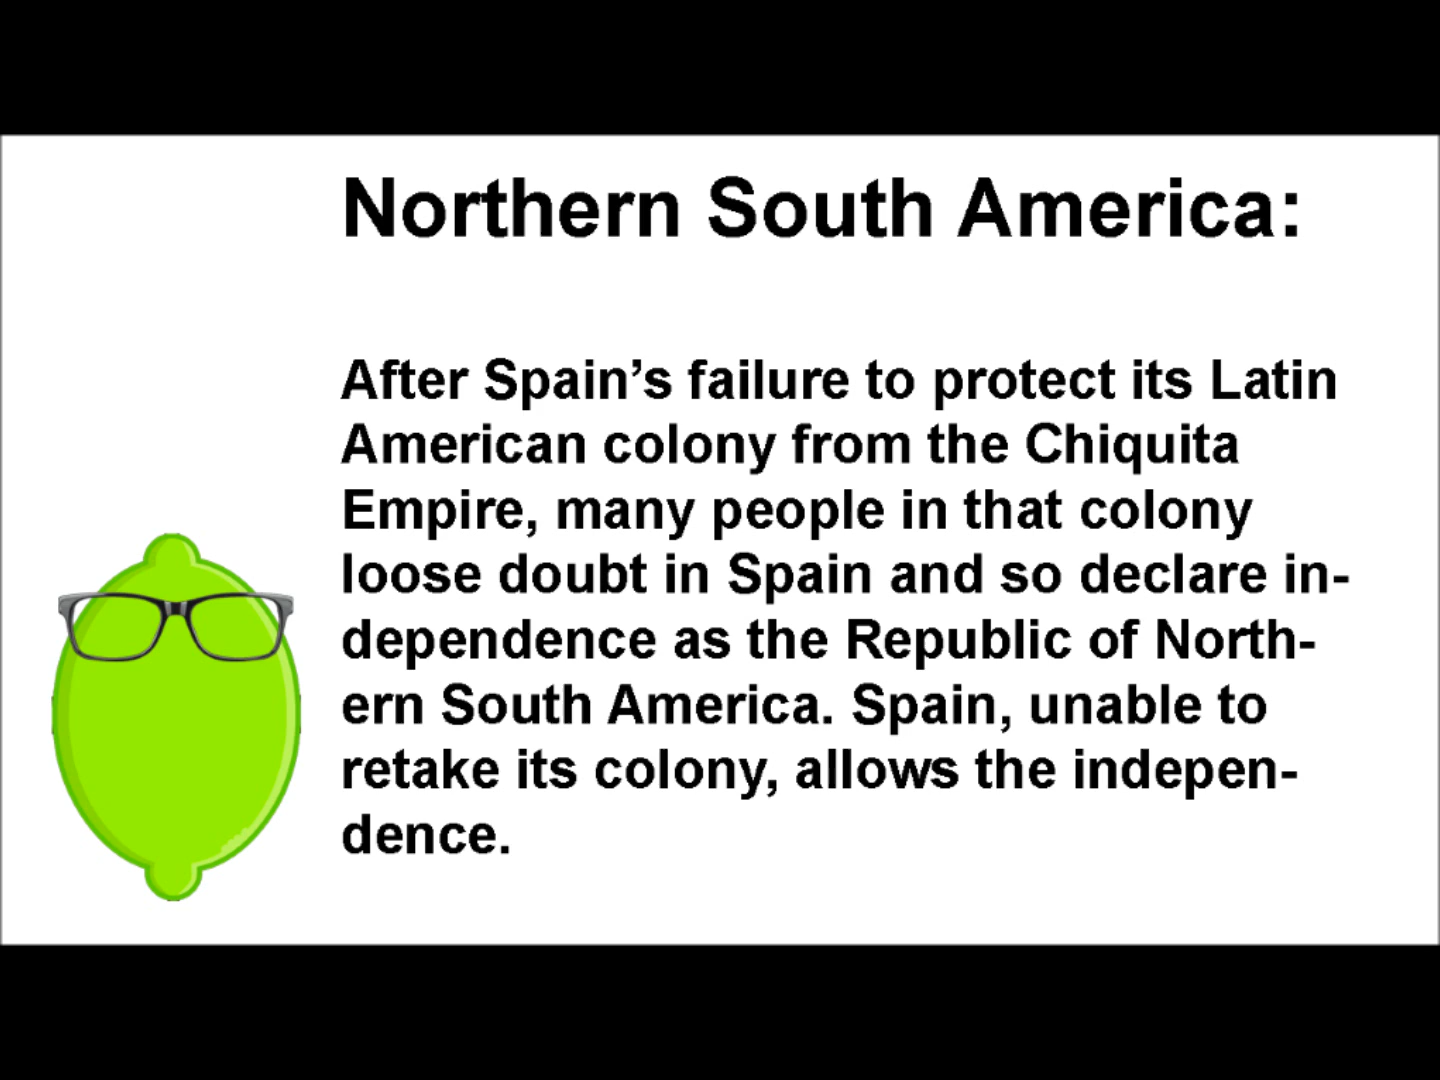 Northern South America:
After Spain’s failure to protect its Latin
American colony from the Chiquita
Empire, many people in that colony
loose doubt in Spain and so declare in-
dependence as the Republic of North-
ern South America. Spain, unable to
retake its colony, allows the indepen-
dence.